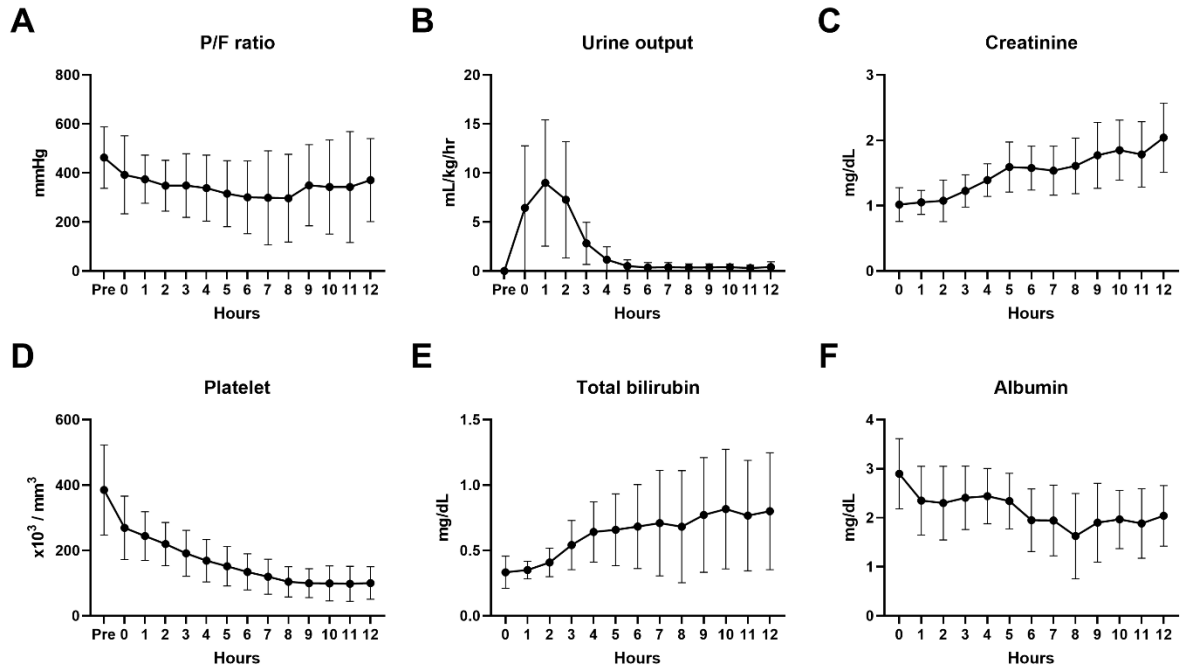 A
P/F ratio
mmHg
800
600
400
200
0
Pre 0 1 2 3 4 5 6 7 8 9 10 11 12
Hours
B
Urine output
mL/kg/hr
20
15
10
5
0
Pre 0 1 2 3 4 5 6 7 8 9 10 11 12
Hours
C
Creatinine
mg/dL
3
2
1
0
0 1 2 3 4 5 6 7 8 9 10 11 12
Hours
D
Platelet
x10³ / mm³
600
400
200
0
Pre 0 1 2 3 4 5 6 7 8 9 10 11 12
Hours
E
Total bilirubin
mg/dL
1.5
1.0
0.5
0.0
0 1 2 3 4 5 6 7 8 9 10 11 12
Hours
F
Albumin
mg/dL
4
3
2
1
0
0 1 2 3 4 5 6 7 8 9 10 11 12
Hours